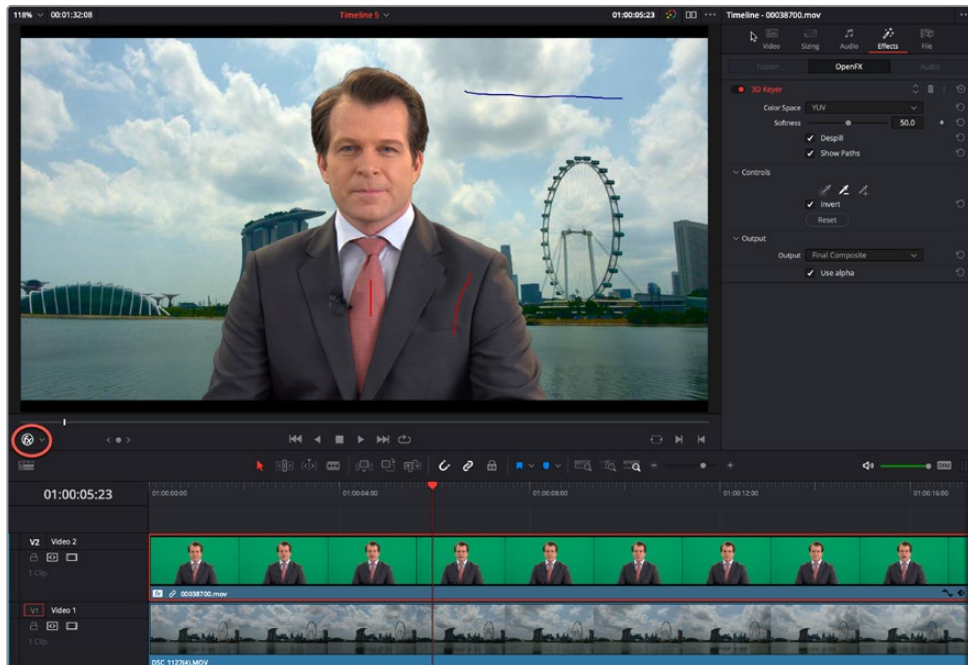 118% 00:01:32:08 Timeline 5 01:00:05:23 Timeline - 00038700.mov
Video Sizing Audio Effects File
Fusion OpenFX Audio
3D Keyer
Color Space YUV
Softness 50.0
Despill
Show Paths
Controls
Invert
Reset
Output
Output Final Composite
Use alpha
fx
DIM
01:00:05:23 01:00:00:00 01:00:04:00 01:00:08:00 01:00:12:00 01:00:16:00
V2 Video 2
1 Clip
fx 00038700.mov
V1 Video 1
1 Clip
DSC_1127(4).MOV